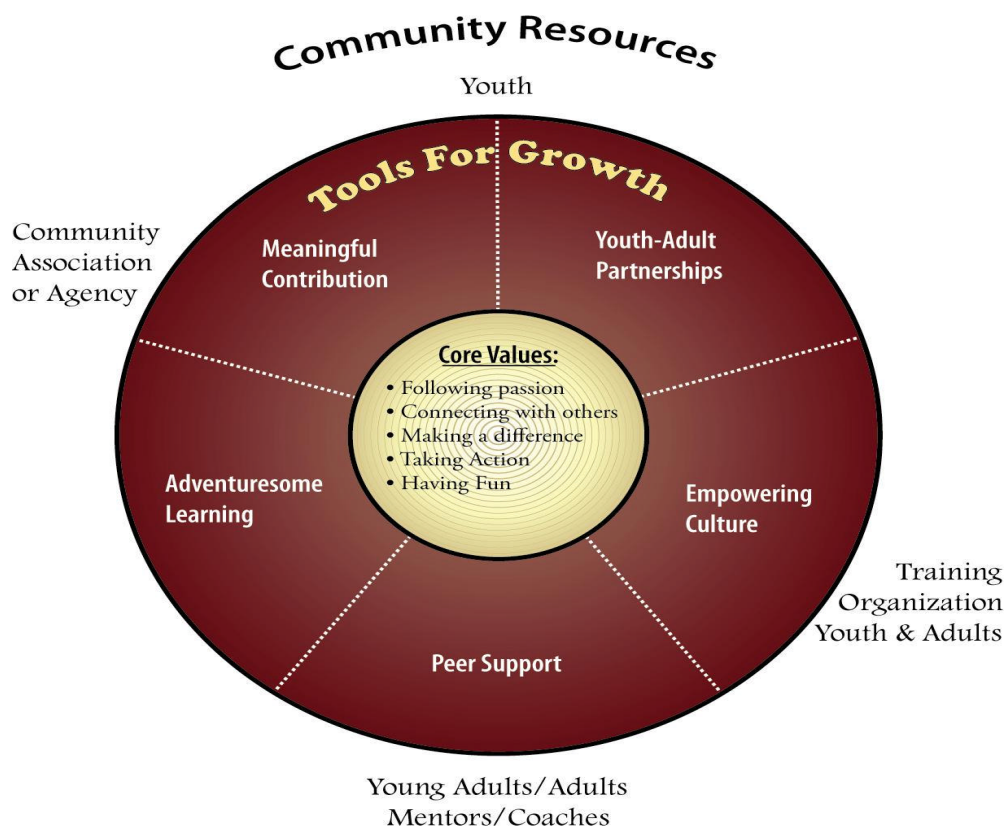 Community Resources
Youth
Tools For Growth
Community
Association
or Agency
Meaningful
Contribution
Youth-Adult
Partnerships
Core Values:
• Following passion
• Connecting with others
• Making a difference
• Taking Action
• Having Fun
Adventuresome
Learning
Empowering
Culture
Training
Organization
Youth & Adults
Peer Support
Young Adults/Adults
Mentors/Coaches